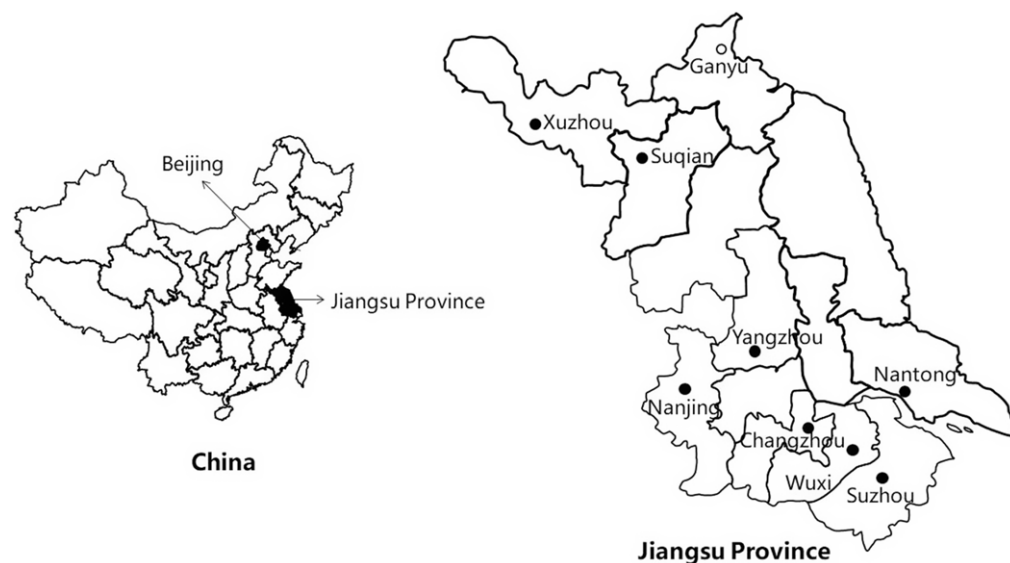 Beijing
Jiangsu Province
China
Ganyu
Xuzhou
Suqian
Yangzhou
Nantong
Nanjing
Changzhou
Wuxi
Suzhou
Jiangsu Province